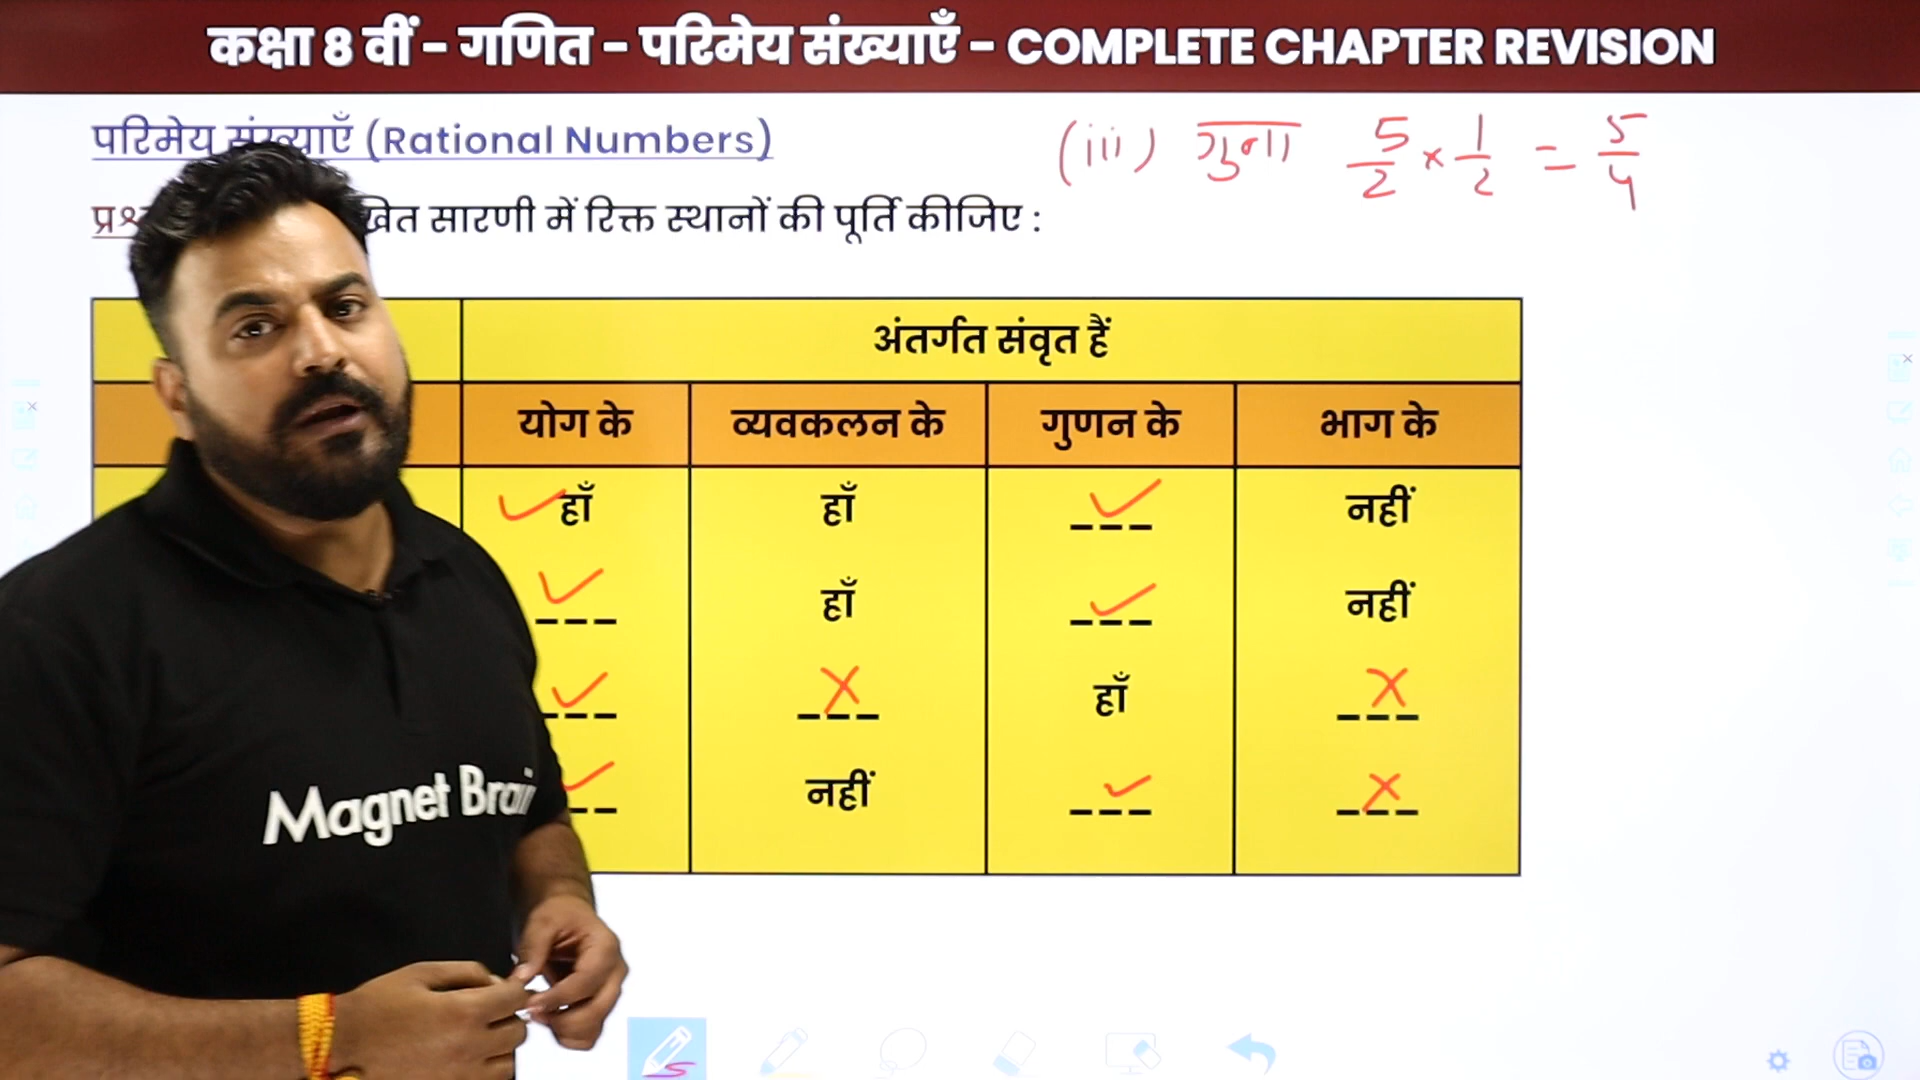 कक्षा 8 वीं - गणित - परिमेय संख्याएँ - COMPLETE CHAPTER REVISION
परिमेय संख्याएँ (Rational Numbers)
(iii) गुणा 5/2 × 1/2 = 5/4
सारणी में रिक्त स्थानों की पूर्ति कीजिए :
अंतर्गत संवृत हैं
योग के व्यवकलन के गुणन के भाग के
✓ हाँ हाँ ✓ --- नहीं
✓ --- हाँ ✓ --- नहीं
✓ --- X --- हाँ X ---
✓ -- नहीं ✓ --- X ---
Magnet Brai